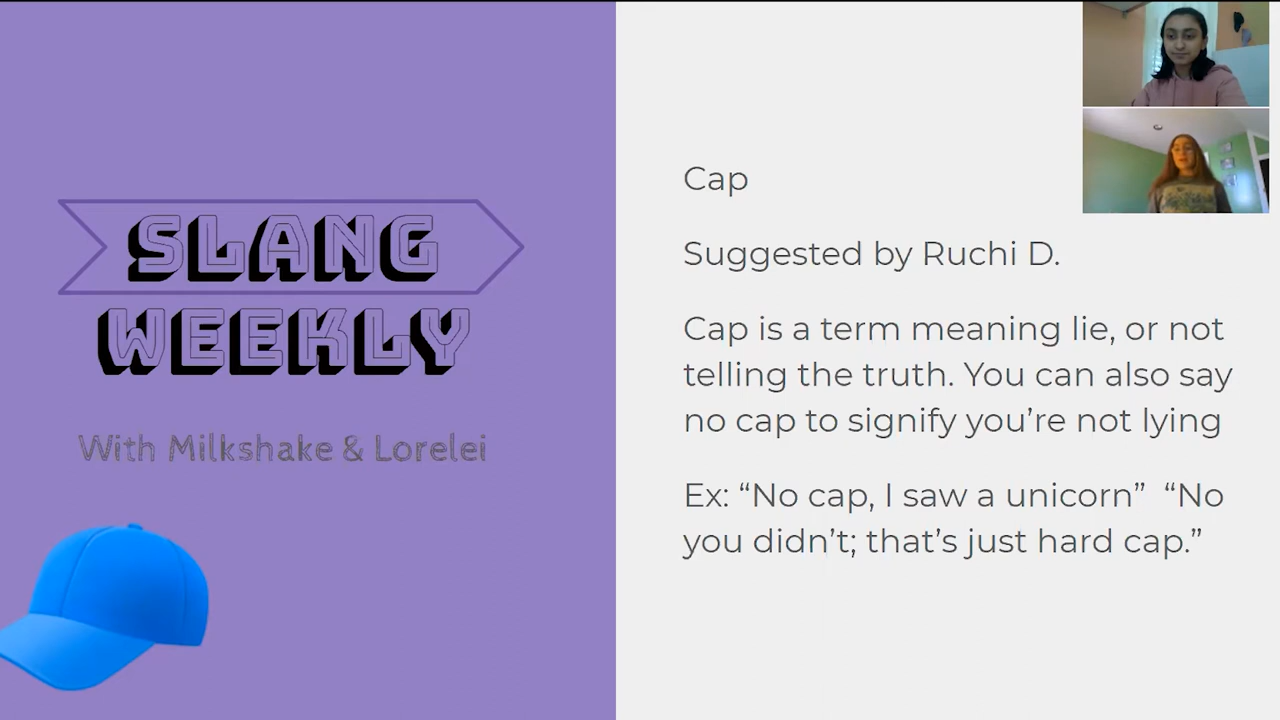 SLANG
WEEKLY
With Milkshake & Lorelei
Cap
Suggested by Ruchi D.
Cap is a term meaning lie, or not
telling the truth. You can also say
no cap to signify you’re not lying
Ex: “No cap, I saw a unicorn”  “No
you didn’t; that’s just hard cap.”